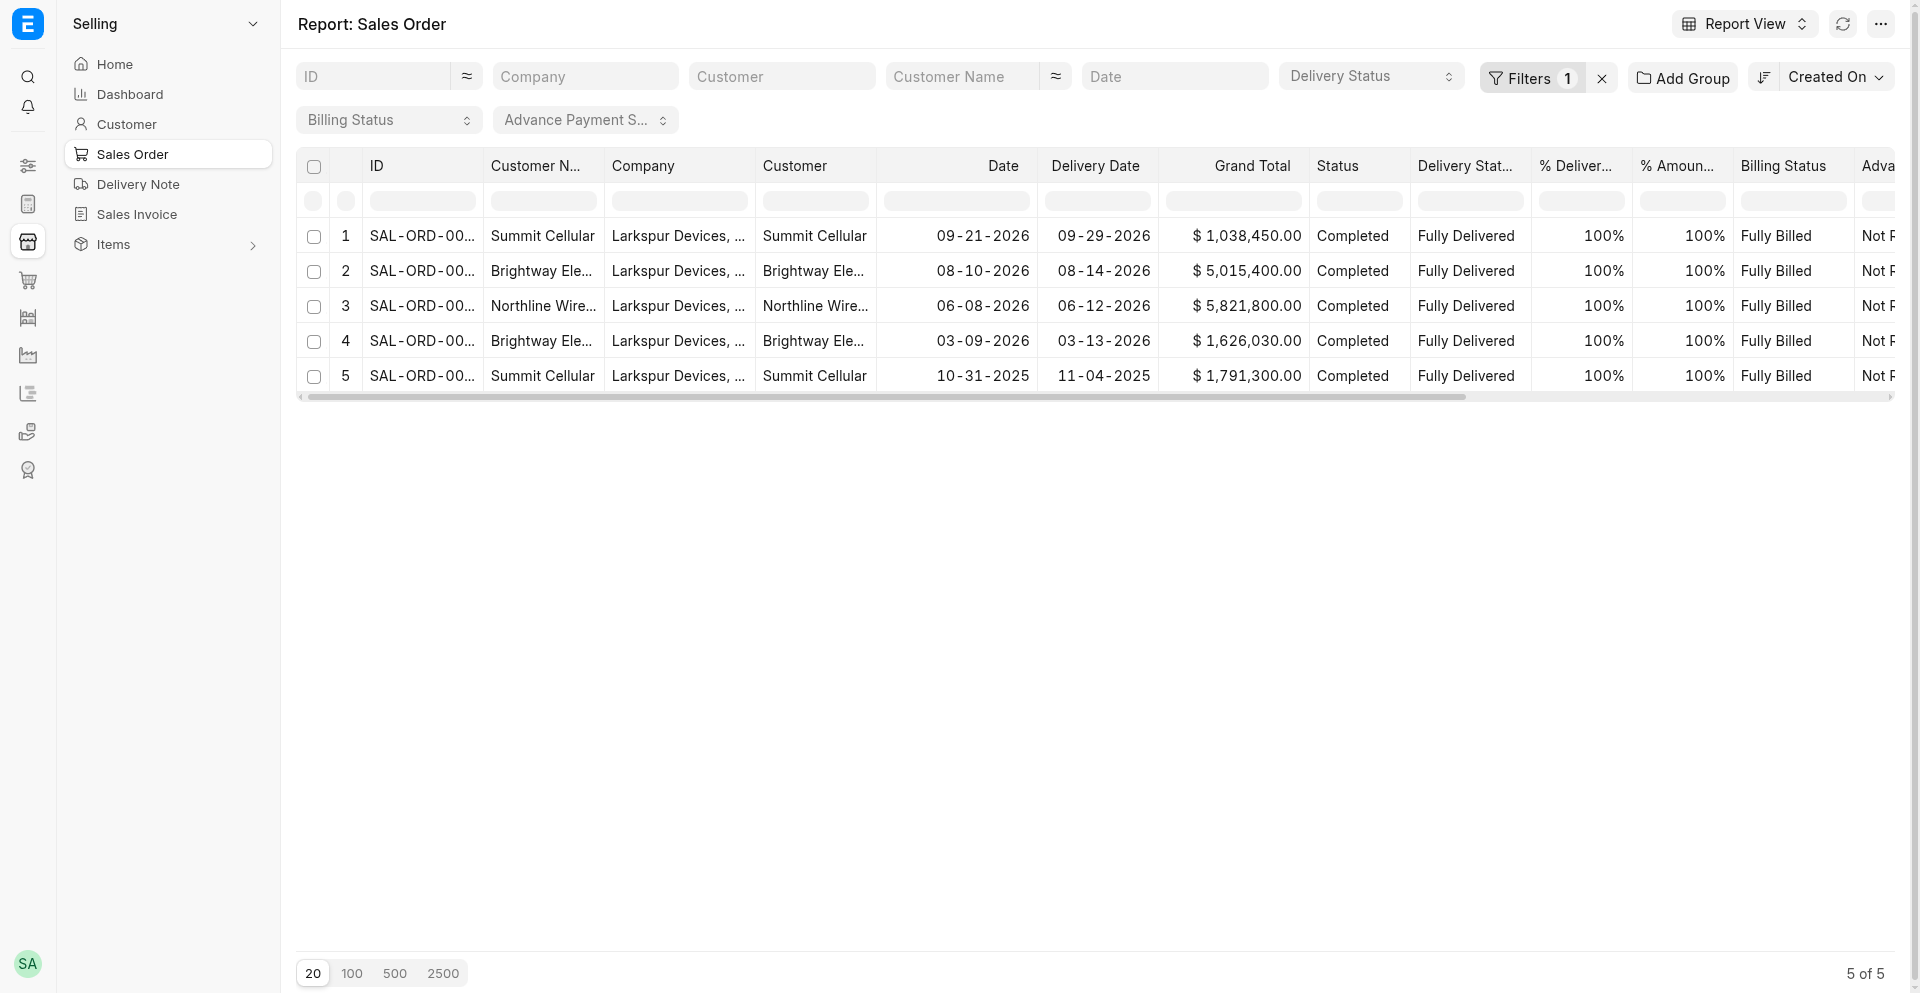 Selling
Home
Dashboard
Customer
Sales Order
Delivery Note
Sales Invoice
Items
SA
Report: Sales Order
Report View
ID ≈ Company Customer Customer Name ≈ Date Delivery Status Filters 1 Add Group Created On
Billing Status Advance Payment S...
ID Customer N... Company Customer Date Delivery Date Grand Total Status Delivery Stat... % Deliver... % Amoun... Billing Status Adva
1 SAL-ORD-00... Summit Cellular Larkspur Devices, ... Summit Cellular 09-21-2026 09-29-2026 $ 1,038,450.00 Completed Fully Delivered 100% 100% Fully Billed Not R
2 SAL-ORD-00... Brightway Ele... Larkspur Devices, ... Brightway Ele... 08-10-2026 08-14-2026 $ 5,015,400.00 Completed Fully Delivered 100% 100% Fully Billed Not R
3 SAL-ORD-00... Northline Wire... Larkspur Devices, ... Northline Wire... 06-08-2026 06-12-2026 $ 5,821,800.00 Completed Fully Delivered 100% 100% Fully Billed Not R
4 SAL-ORD-00... Brightway Ele... Larkspur Devices, ... Brightway Ele... 03-09-2026 03-13-2026 $ 1,626,030.00 Completed Fully Delivered 100% 100% Fully Billed Not R
5 SAL-ORD-00... Summit Cellular Larkspur Devices, ... Summit Cellular 10-31-2025 11-04-2025 $ 1,791,300.00 Completed Fully Delivered 100% 100% Fully Billed Not R
20 100 500 2500
5 of 5